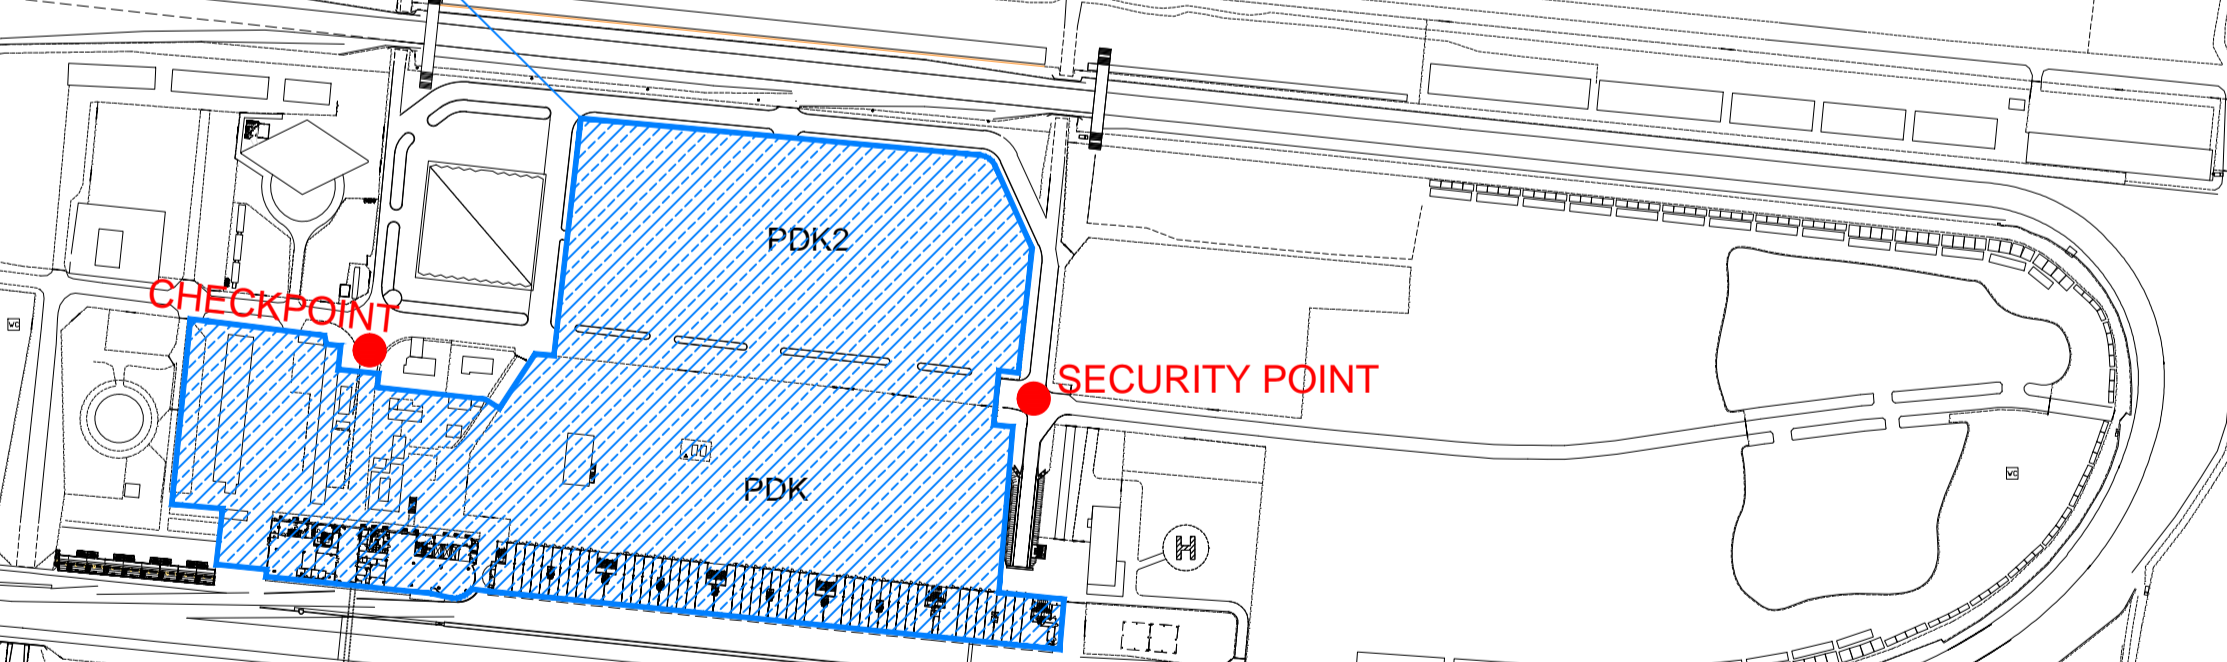 PDK2
CHECKPOINT
WC
SECURITY POINT
WC
PDK
H